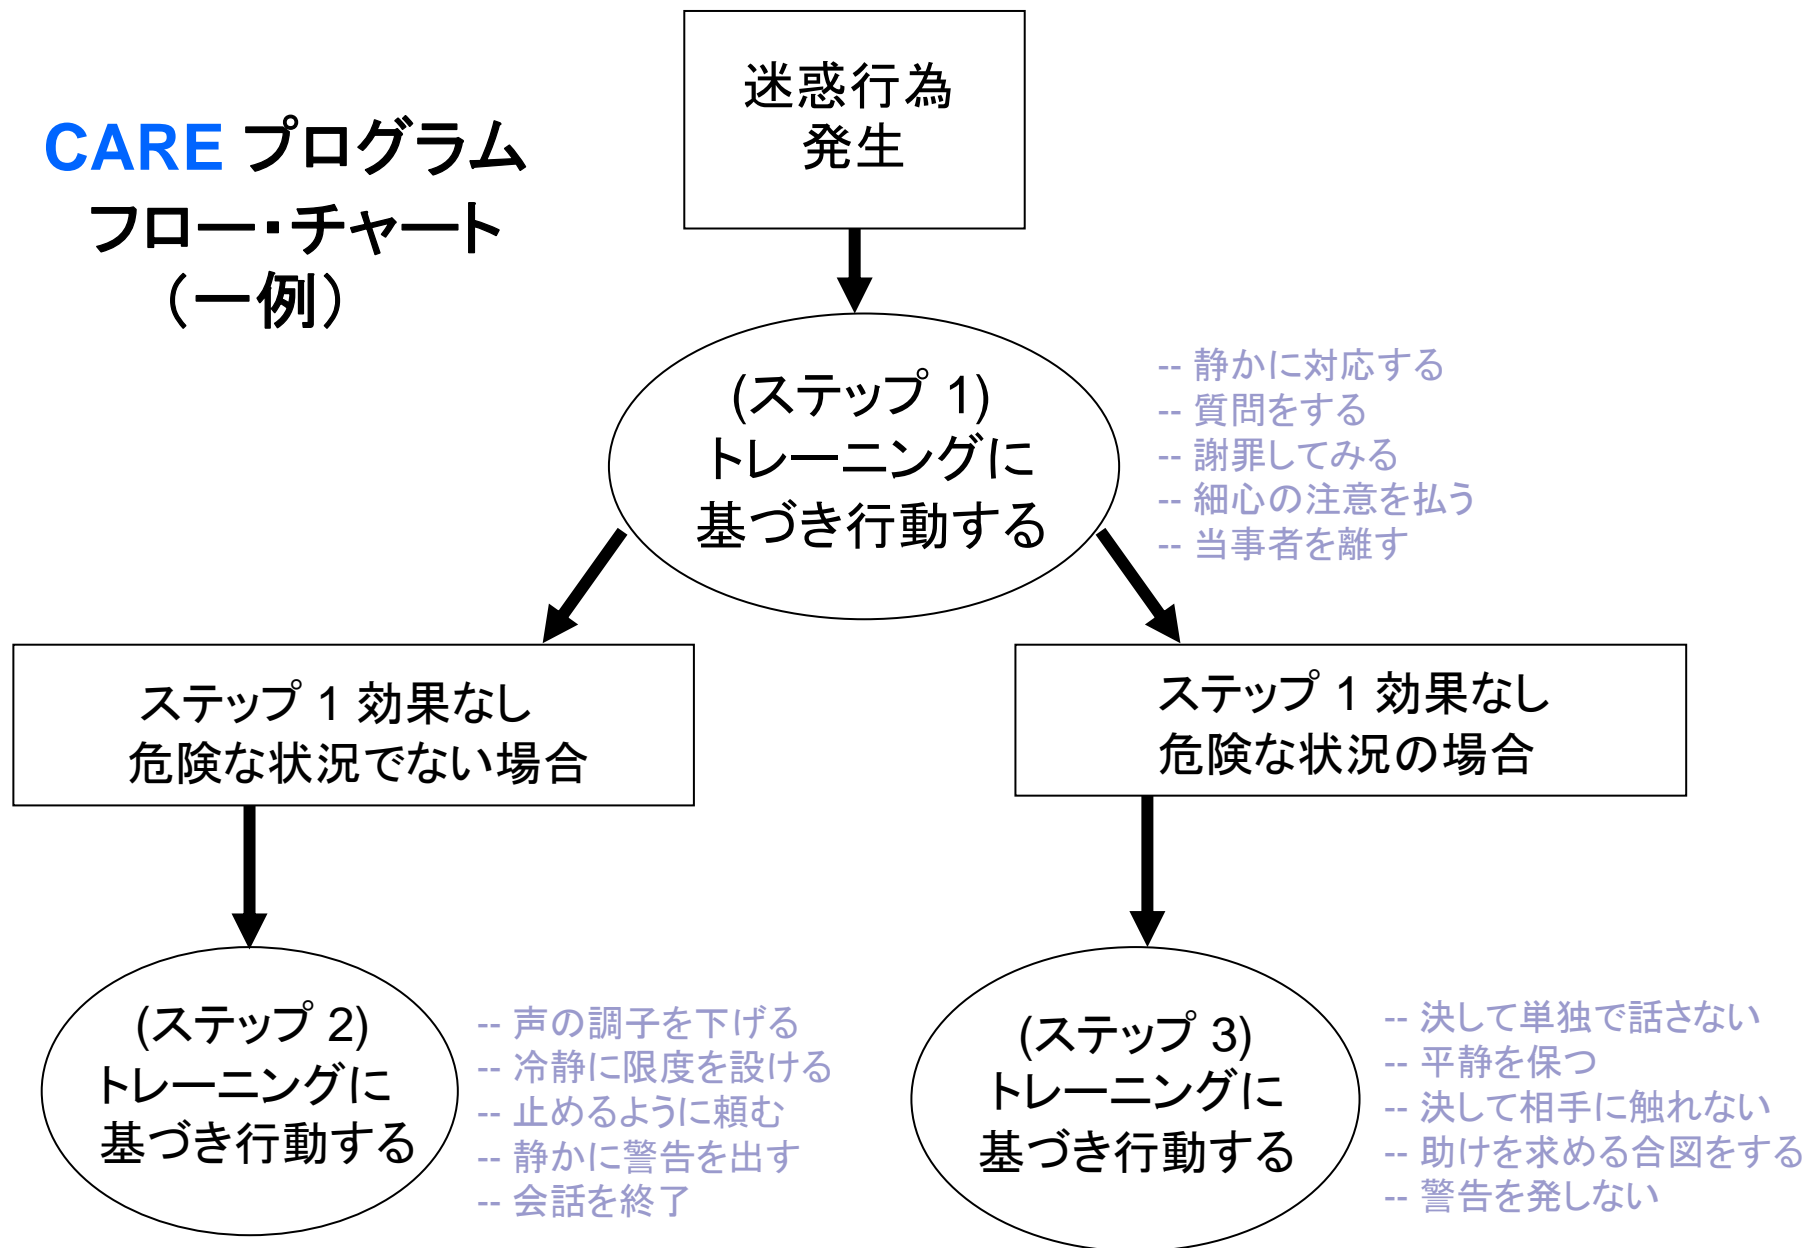 CARE プログラム
フロー・チャート
(一例)
迷惑行為
発生
(ステップ 1)
トレーニングに
基づき行動する
-- 静かに対応する
-- 質問をする
-- 謝罪してみる
-- 細心の注意を払う
-- 当事者を離す
ステップ 1 効果なし
危険な状況でない場合
ステップ 1 効果なし
危険な状況の場合
(ステップ 2)
トレーニングに
基づき行動する
-- 声の調子を下げる
-- 冷静に限度を設ける
-- 止めるように頼む
-- 静かに警告を出す
-- 会話を終了
(ステップ 3)
トレーニングに
基づき行動する
-- 決して単独で話さない
-- 平静を保つ
-- 決して相手に触れない
-- 助けを求める合図をする
-- 警告を発しない